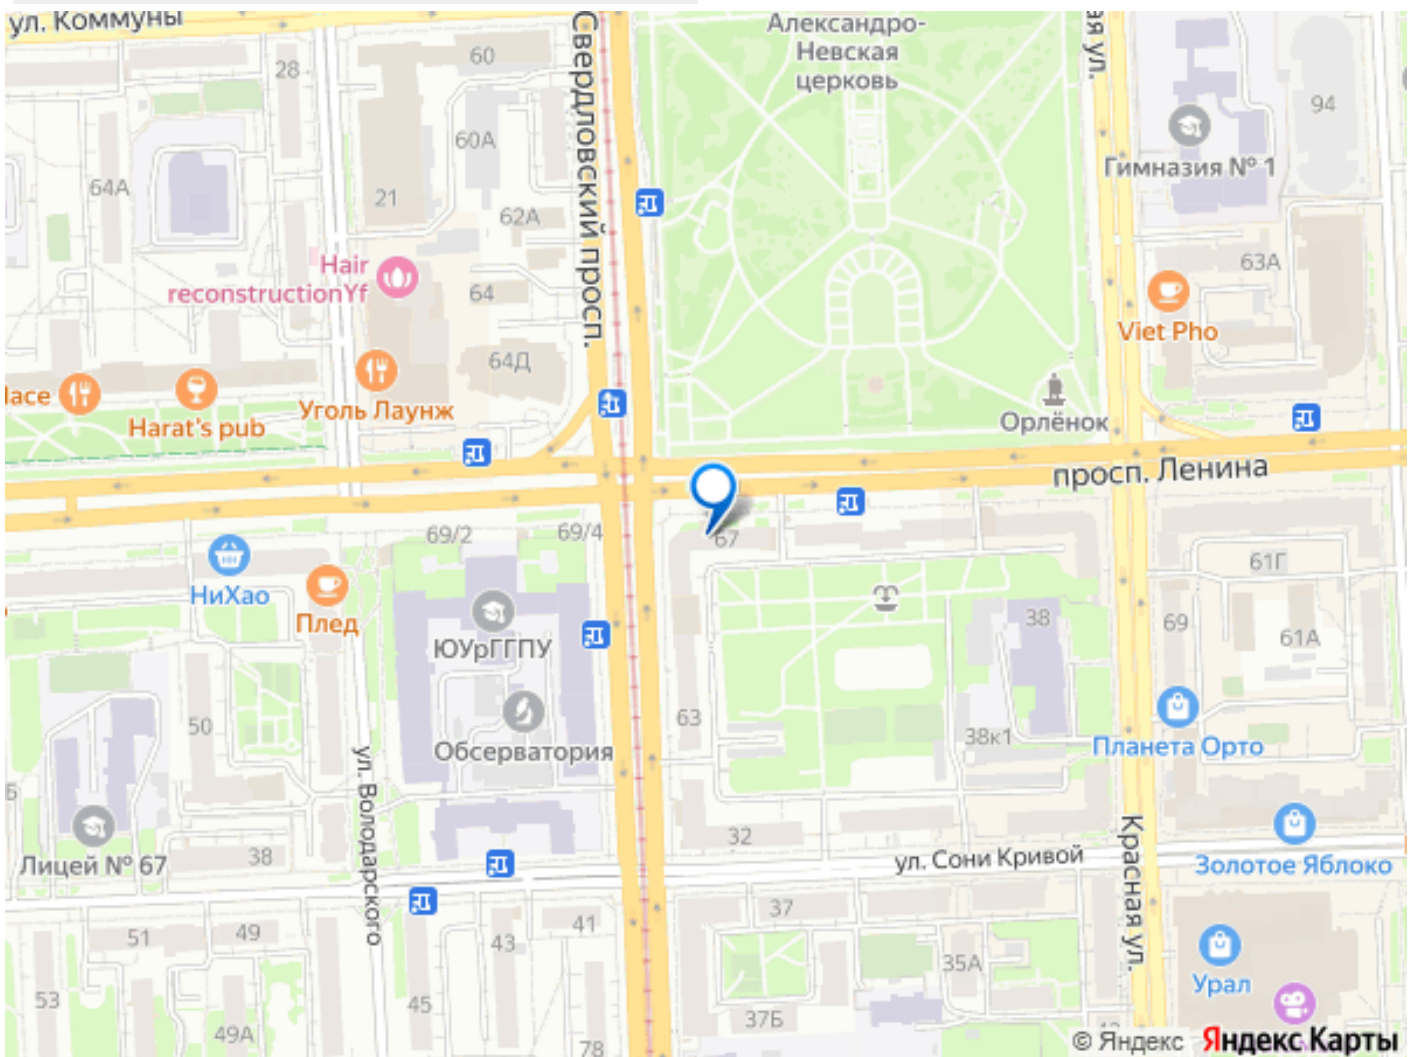 ул. Коммуны
60
28
Свердловский просп.
Александро-
Невская
церковь
ая ул.
94
60А
Гимназия № 1
64А
21
62А
63А
Hair
reconstructionYf
64
Viet Pho
64Д
lace
Harat's pub
Уголь Лаунж
Орлёнок
просп. Ленина
69/2
69/4
67
61Г
НиХао
Плед
ЮУрГГПУ
38
69
61А
50
63
38к1
Обсерватория
Планета Орто
ул. Володарского
Лицей № 67
38
32
ул. Сони Кривой
Красная ул.
Золотое Яблоко
51
49
43
41
37
35А
Урал
53
49А
45
78
37Б
© Яндекс
Яндекс Карты